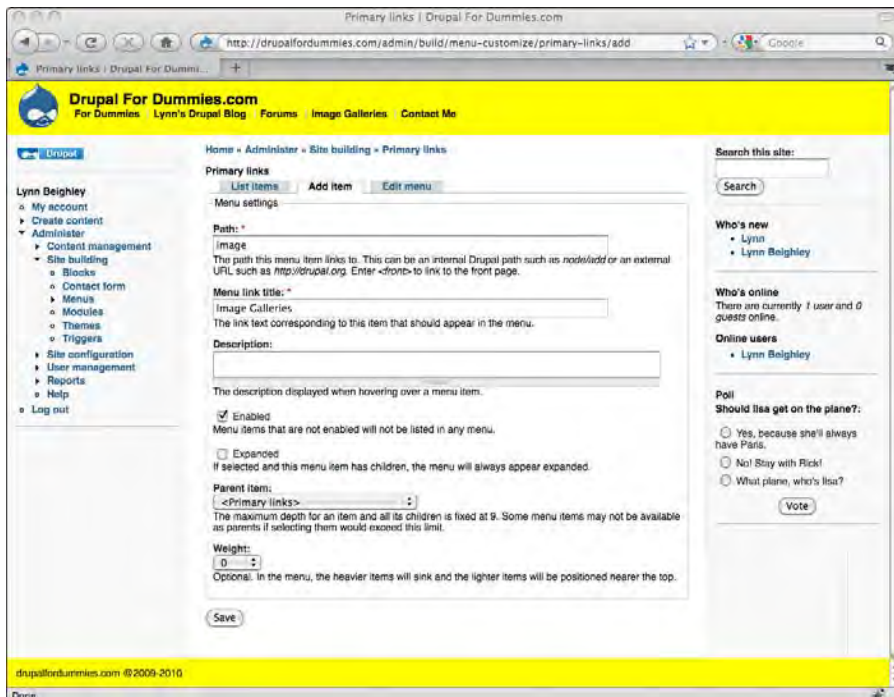 Primary links | Drupal For Dummies.com
http://drupalfordummies.com/admin/build/menu-customize/primary-links/add
Google
Primary links | Drupal For Dummi...
Drupal For Dummies.com
For Dummies Lynn's Drupal Blog Forums Image Galleries Contact Me
Drupal
Lynn Beighley
My account
Create content
Administer
Content management
Site building
Blocks
Contact form
Menus
Modules
Themes
Triggers
Site configuration
User management
Reports
Help
Log out
Home » Administer » Site building » Primary links
Primary links
List items Add item Edit menu
Menu settings
Path: *
image
The path this menu item links to. This can be an internal Drupal path such as node/add or an external
URL such as http://drupal.org. Enter <front> to link to the front page.
Menu link title: *
Image Galleries
The link text corresponding to this item that should appear in the menu.
Description:
The description displayed when hovering over a menu item.
Enabled
Menu items that are not enabled will not be listed in any menu.
Expanded
If selected and this menu item has children, the menu will always appear expanded.
Parent item:
<Primary links>
The maximum depth for an item and all its children is fixed at 9. Some menu items may not be available
as parents if selecting them would exceed this limit.
Weight:
0
Optional. In the menu, the heavier items will sink and the lighter items will be positioned nearer the top.
Save
Search this site:
Search
Who's new
Lynn
Lynn Beighley
Who's online
There are currently 1 user and 0
guests online.
Online users
Lynn Beighley
Poll
Should Ilsa get on the plane?:
Yes, because she'll always
have Paris.
No! Stay with Rick!
What plane, who's Ilsa?
Vote
drupalfordummies.com ©2009-2010
Done